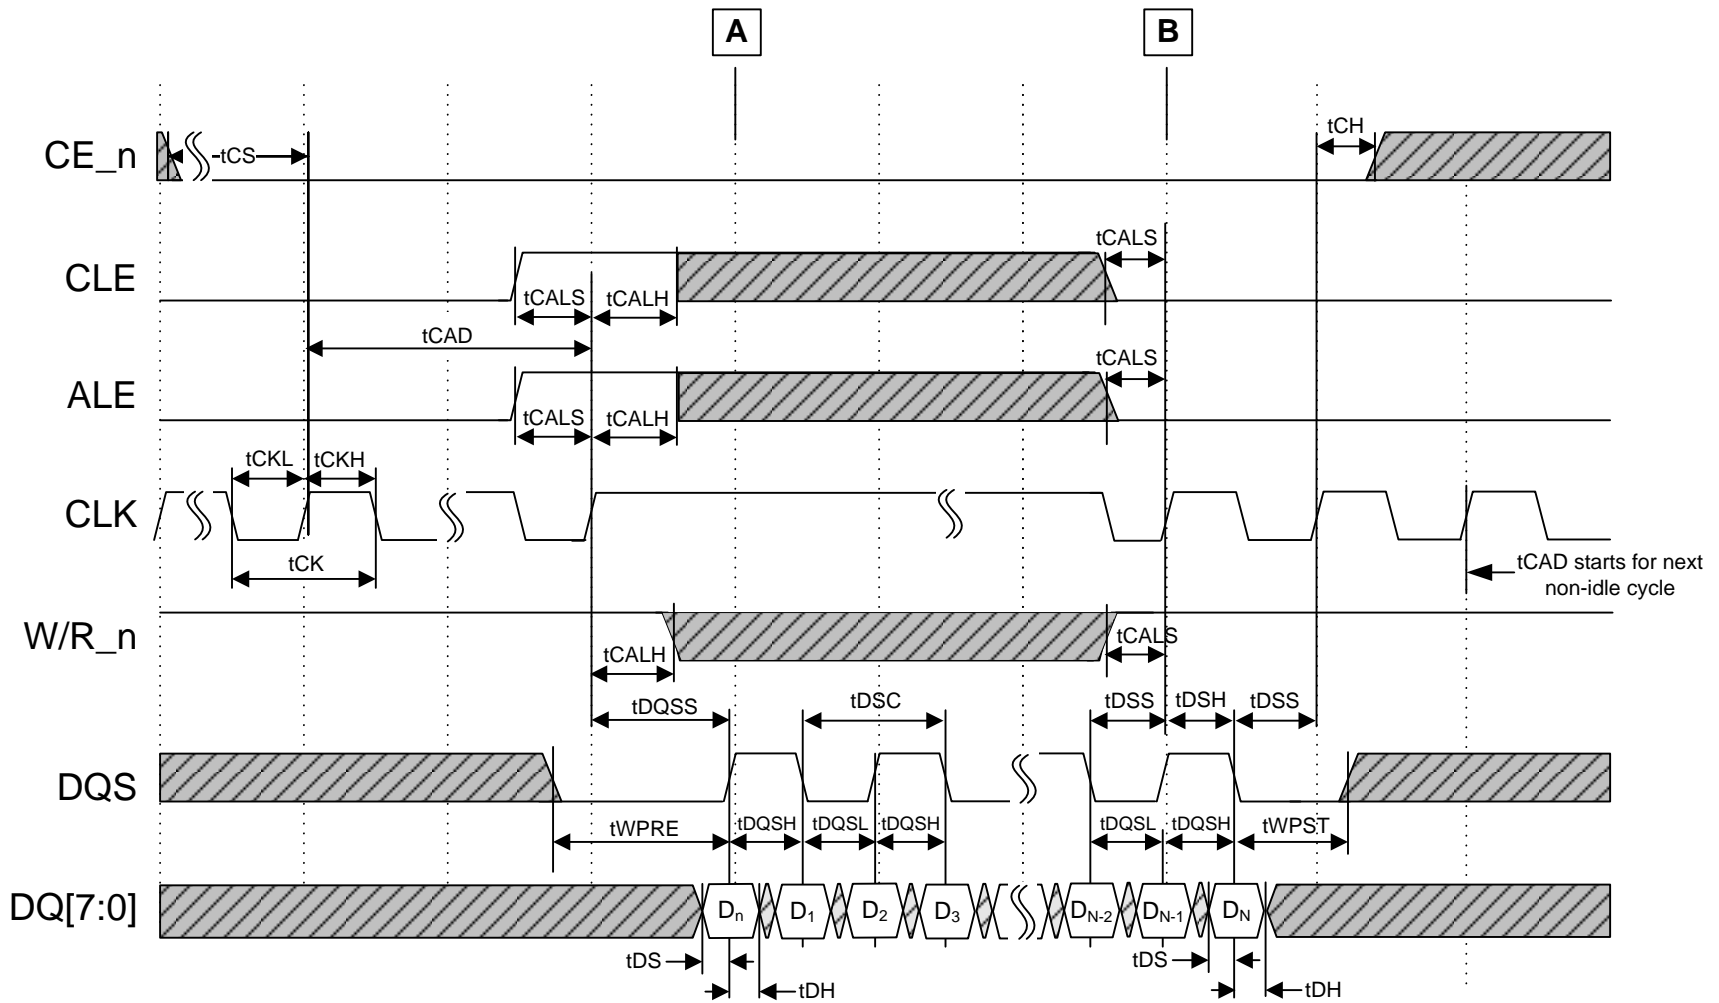 A B
tCH
CE_n tCS
tCALS
CLE
tCALS tCALH
tCAD
tCALS
ALE
tCALS tCALH
tCKL tCKH
CLK
tCK
tCAD starts for next
non-idle cycle
W/R_n
tCALS
tCALH
tDQSS tDSC tDSS tDSH tDSS
DQS
tWPRE tDQSH tDQSL tDQSH tDQSL tDQSH tWPST
DQ[7:0] Dn D1 D2 D3 DN-2 DN-1 DN
tDS tDS
tDH tDH